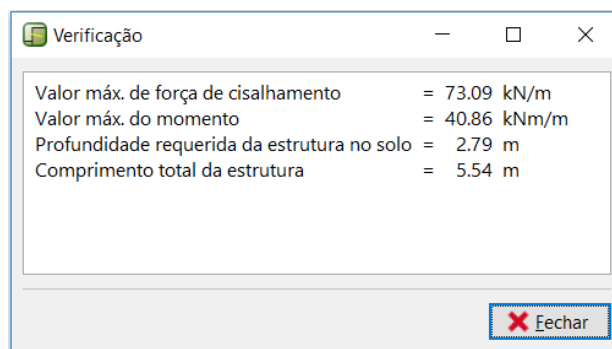 Verificação
Valor máx. de força de cisalhamento = 73.09 kN/m
Valor máx. do momento = 40.86 kNm/m
Profundidade requerida da estrutura no solo = 2.79 m
Comprimento total da estrutura = 5.54 m
Fechar